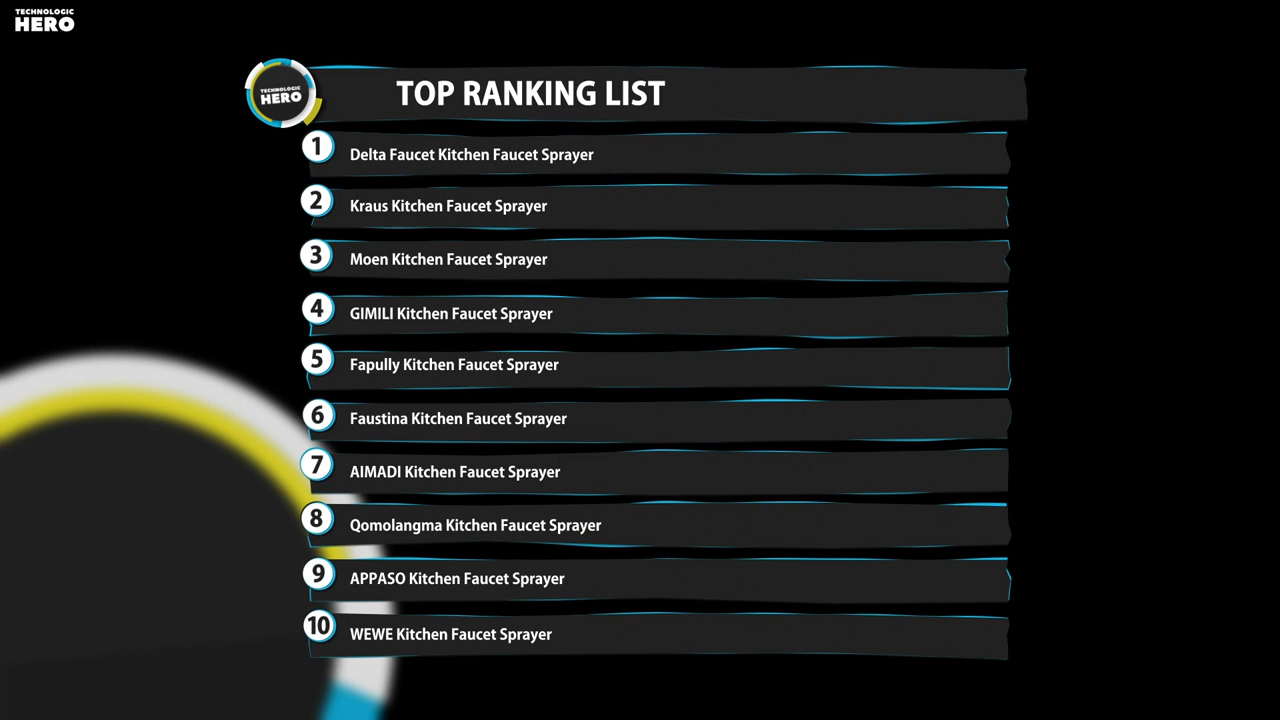 TECHNOLOGIC
HERO
TECHNOLOGIC
HERO
TOP RANKING LIST
1 Delta Faucet Kitchen Faucet Sprayer
2 Kraus Kitchen Faucet Sprayer
3 Moen Kitchen Faucet Sprayer
4 GIMILI Kitchen Faucet Sprayer
5 Fapully Kitchen Faucet Sprayer
6 Faustina Kitchen Faucet Sprayer
7 AIMADI Kitchen Faucet Sprayer
8 Qomolangma Kitchen Faucet Sprayer
9 APPASO Kitchen Faucet Sprayer
10 WEWE Kitchen Faucet Sprayer